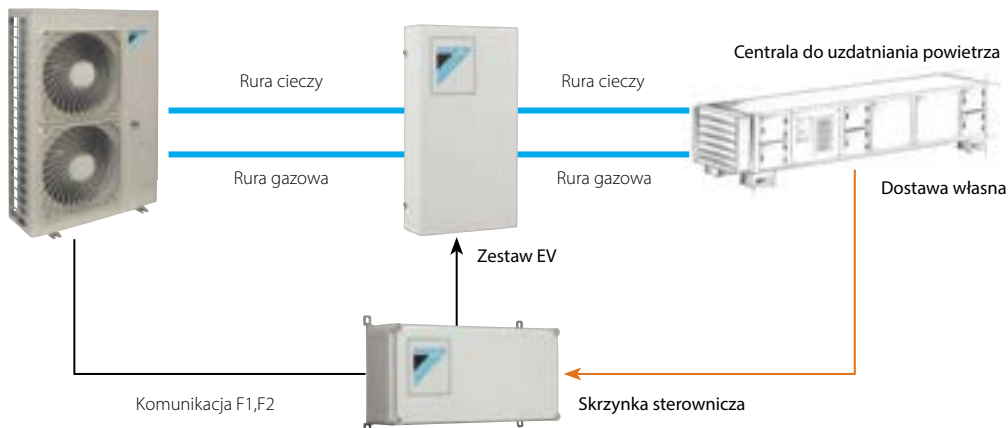 Centrala do uzdatniania powietrza
Rura cieczy
Rura cieczy
Rura gazowa
Rura gazowa
Dostawa własna
Zestaw EV
Komunikacja F1,F2
Skrzynka sterownicza